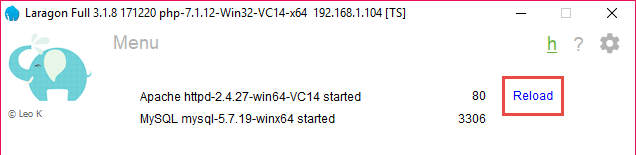 Laragon Full 3.1.8 171220 php-7.1.12-Win32-VC14-x64 192.168.1.104 [TS]
Menu h ?
Apache httpd-2.4.27-win64-VC14 started 80 Reload
© Leo K
MySQL mysql-5.7.19-winx64 started 3306